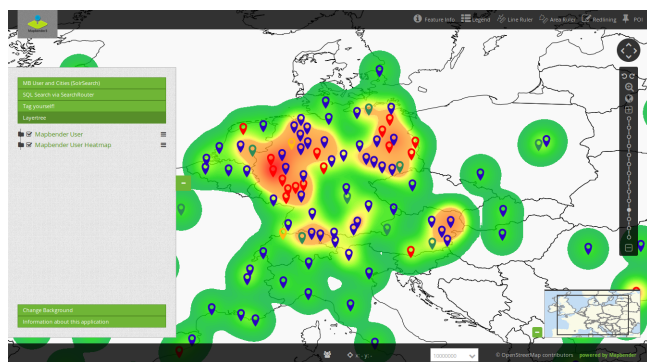 Feature Info Legend Line Ruler Area Ruler Redlining POI
Mapbender3
MB User and Cities (SolrSearch)
SQL Search via SearchRouter
Tag yourself!
Layertree
Mapbender User
Mapbender User Heatmap
Change Background
Information about this application
x: - y: -
10000000
© OpenStreetMap contributors powered by Mapbender